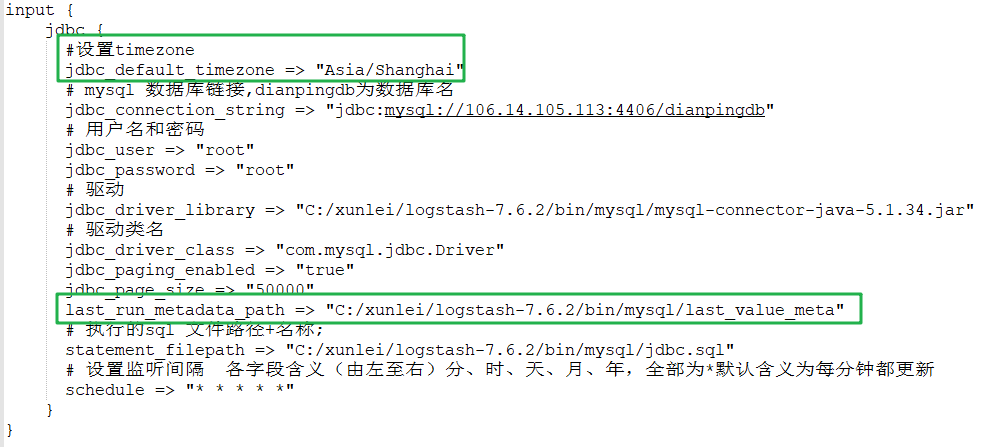 input {
    jdbc {
      #设置timezone
      jdbc_default_timezone => "Asia/Shanghai"
      # mysql 数据库链接,dianpingdb为数据库名
      jdbc_connection_string => "jdbc:mysql://106.14.105.113:4406/dianpingdb"
      # 用户名和密码
      jdbc_user => "root"
      jdbc_password => "root"
      # 驱动
      jdbc_driver_library => "C:/xunlei/logstash-7.6.2/bin/mysql/mysql-connector-java-5.1.34.jar"
      # 驱动类名
      jdbc_driver_class => "com.mysql.jdbc.Driver"
      jdbc_paging_enabled => "true"
      jdbc_page_size => "50000"
      last_run_metadata_path => "C:/xunlei/logstash-7.6.2/bin/mysql/last_value_meta"
      # 执行的sql 文件路径+名称;
      statement_filepath => "C:/xunlei/logstash-7.6.2/bin/mysql/jdbc.sql"
      # 设置监听间隔  各字段含义（由左至右）分、时、天、月、年，全部为*默认含义为每分钟都更新
      schedule => "* * * * *"
    }
}